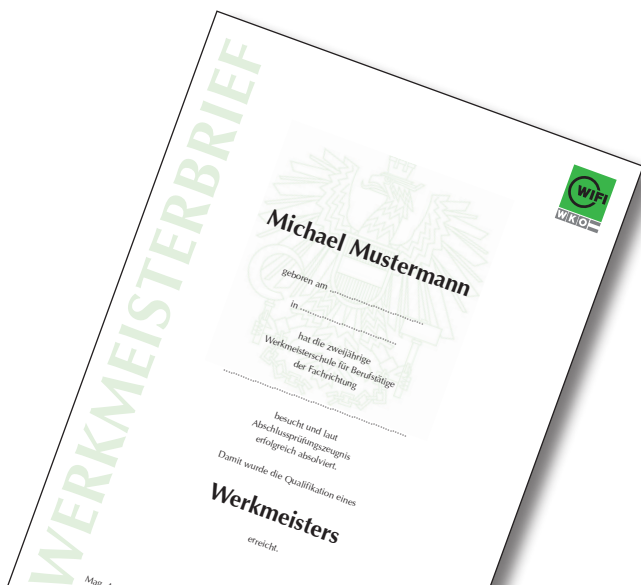 WERKMEISTERBRIEF
WIFI
WKO
Michael Mustermann
geboren am ................................
in ................................
hat die zweijährige
Werkmeisterschule für Berufstätige
der Fachrichtung
................................................................
besucht und laut
Abschlussprüfungszeugnis
erfolgreich absolviert.
Damit wurde die Qualifikation eines
Werkmeisters
erreicht.
Mag.